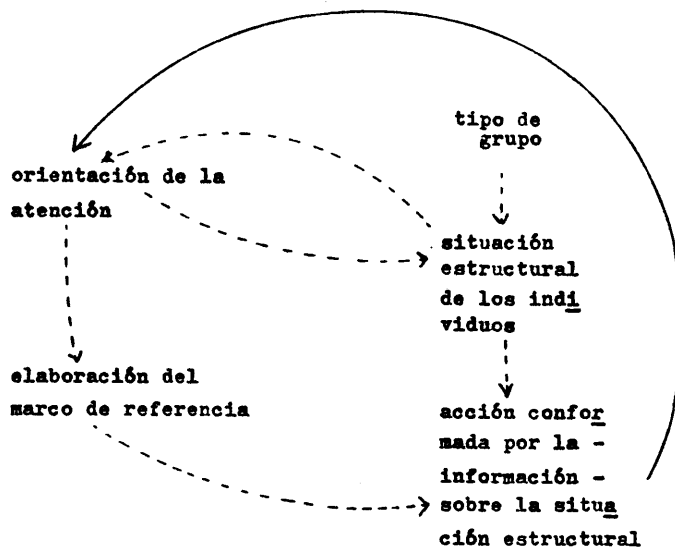 tipo de
grupo
orientación de la
atención
situación
estructural
de los indi
viduos
elaboración del
marco de referencia
acción confor
mada por la -
información -
sobre la situa
ción estructural